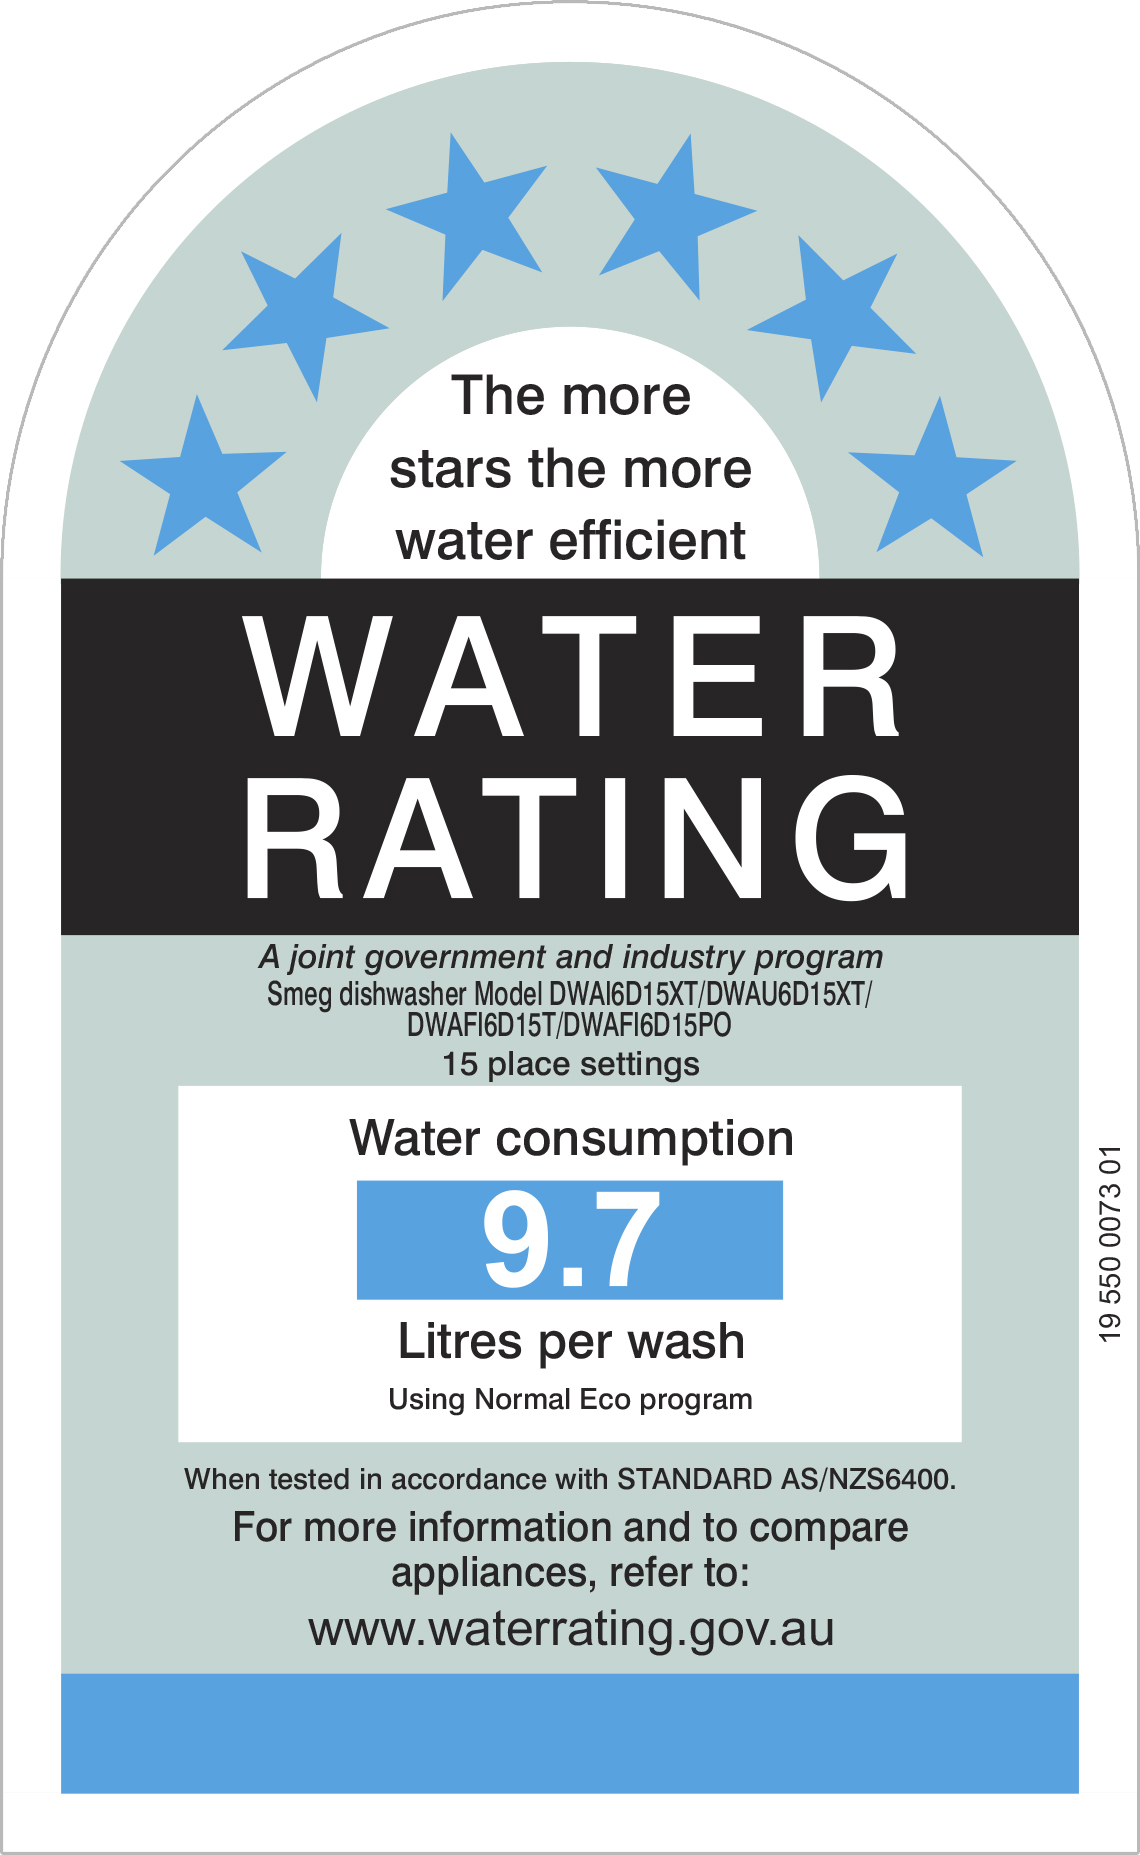 The more
stars the more
water efficient
WATER
RATING
A joint government and industry program
Smeg dishwasher Model DWAI6D15XT/DWAU6D15XT/
DWAFI6D15T/DWAFI6D15PO
15 place settings
Water consumption
9.7
Litres per wash
Using Normal Eco program
When tested in accordance with STANDARD AS/NZS6400.
For more information and to compare
appliances, refer to:
www.waterrating.gov.au
19 550 0073 01